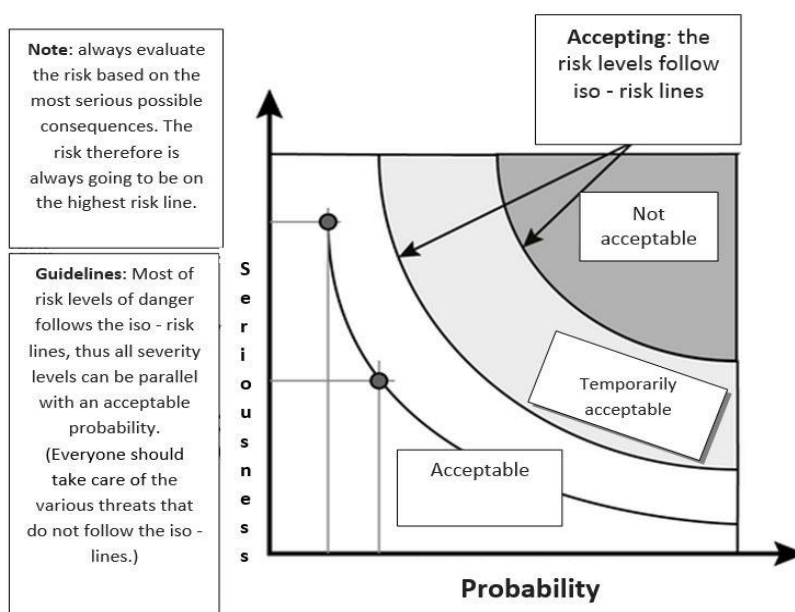 Note: always evaluate
the risk based on the
most serious possible
consequences. The
risk therefore is
always going to be on
the highest risk line.
Guidelines: Most of
risk levels of danger
follows the iso - risk
lines, thus all severity
levels can be parallel
with an acceptable
probability.
(Everyone should
take care of the
various threats that
do not follow the iso -
lines.)
Seriousness
Accepting: the
risk levels follow
iso - risk lines
Not
acceptable
Temporarily
acceptable
Acceptable
Probability